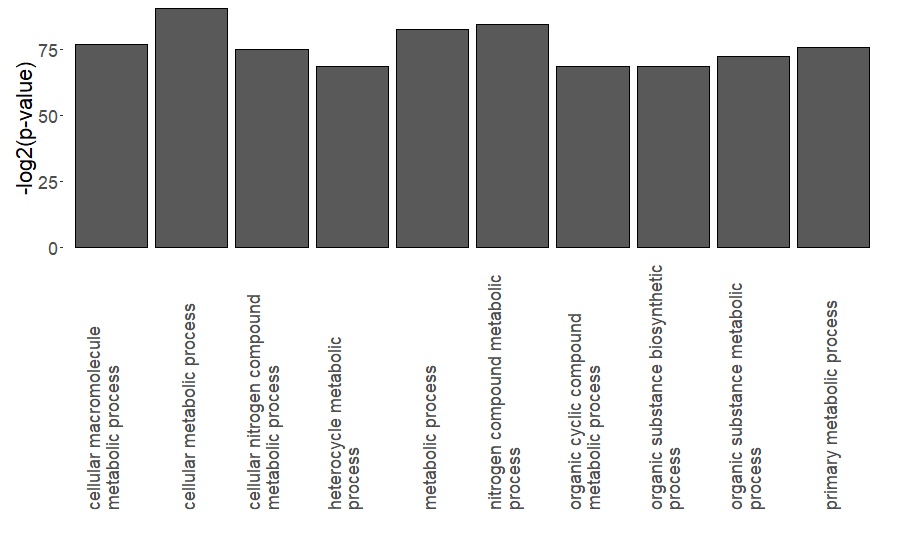 -log2(p-value)
75
50
25
0
cellular macromolecule
metabolic process
cellular metabolic process
cellular nitrogen compound
metabolic process
heterocycle metabolic
process
metabolic process
nitrogen compound metabolic
process
organic cyclic compound
metabolic process
organic substance biosynthetic
process
organic substance metabolic
process
primary metabolic process